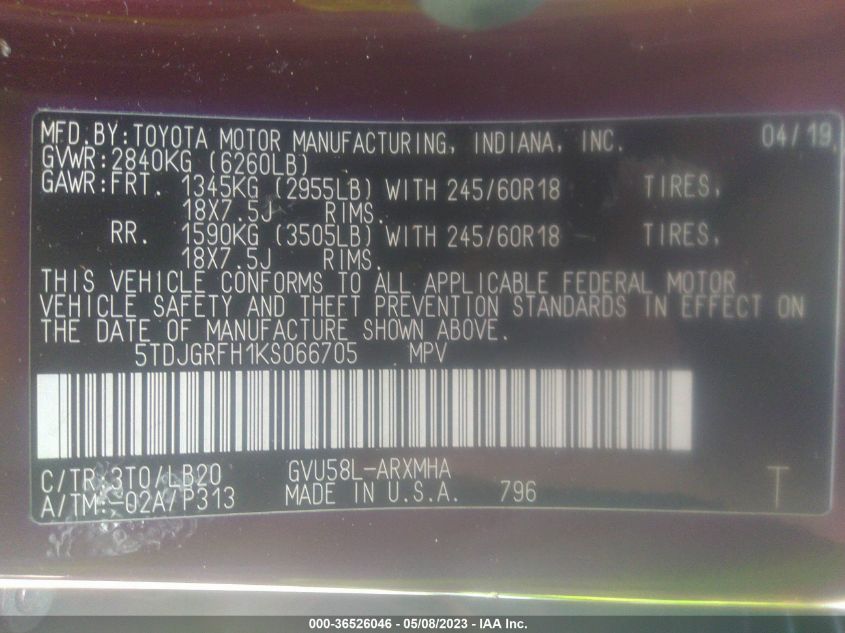 MFD.BY:TOYOTA MOTOR MANUFACTURING, INDIANA, INC. 04/19
GVWR:2840KG (6260LB)
GAWR:FRT. 1345KG (2955LB) WITH 245/60R18 TIRES,
18X7.5J RIMS.
RR. 1590KG (3505LB) WITH 245/60R18 TIRES,
18X7.5J RIMS.
THIS VEHICLE CONFORMS TO ALL APPLICABLE FEDERAL MOTOR
VEHICLE SAFETY AND THEFT PREVENTION STANDARDS IN EFFECT ON
THE DATE OF MANUFACTURE SHOWN ABOVE.
5TDJGRFH1KS066705 MPV
C/TR:3T0/LB20 GVU58L-ARXMHA
A/TM:-02A/P313 MADE IN U.S.A. 796 T
000-36526046 - 05/08/2023 - IAA Inc.